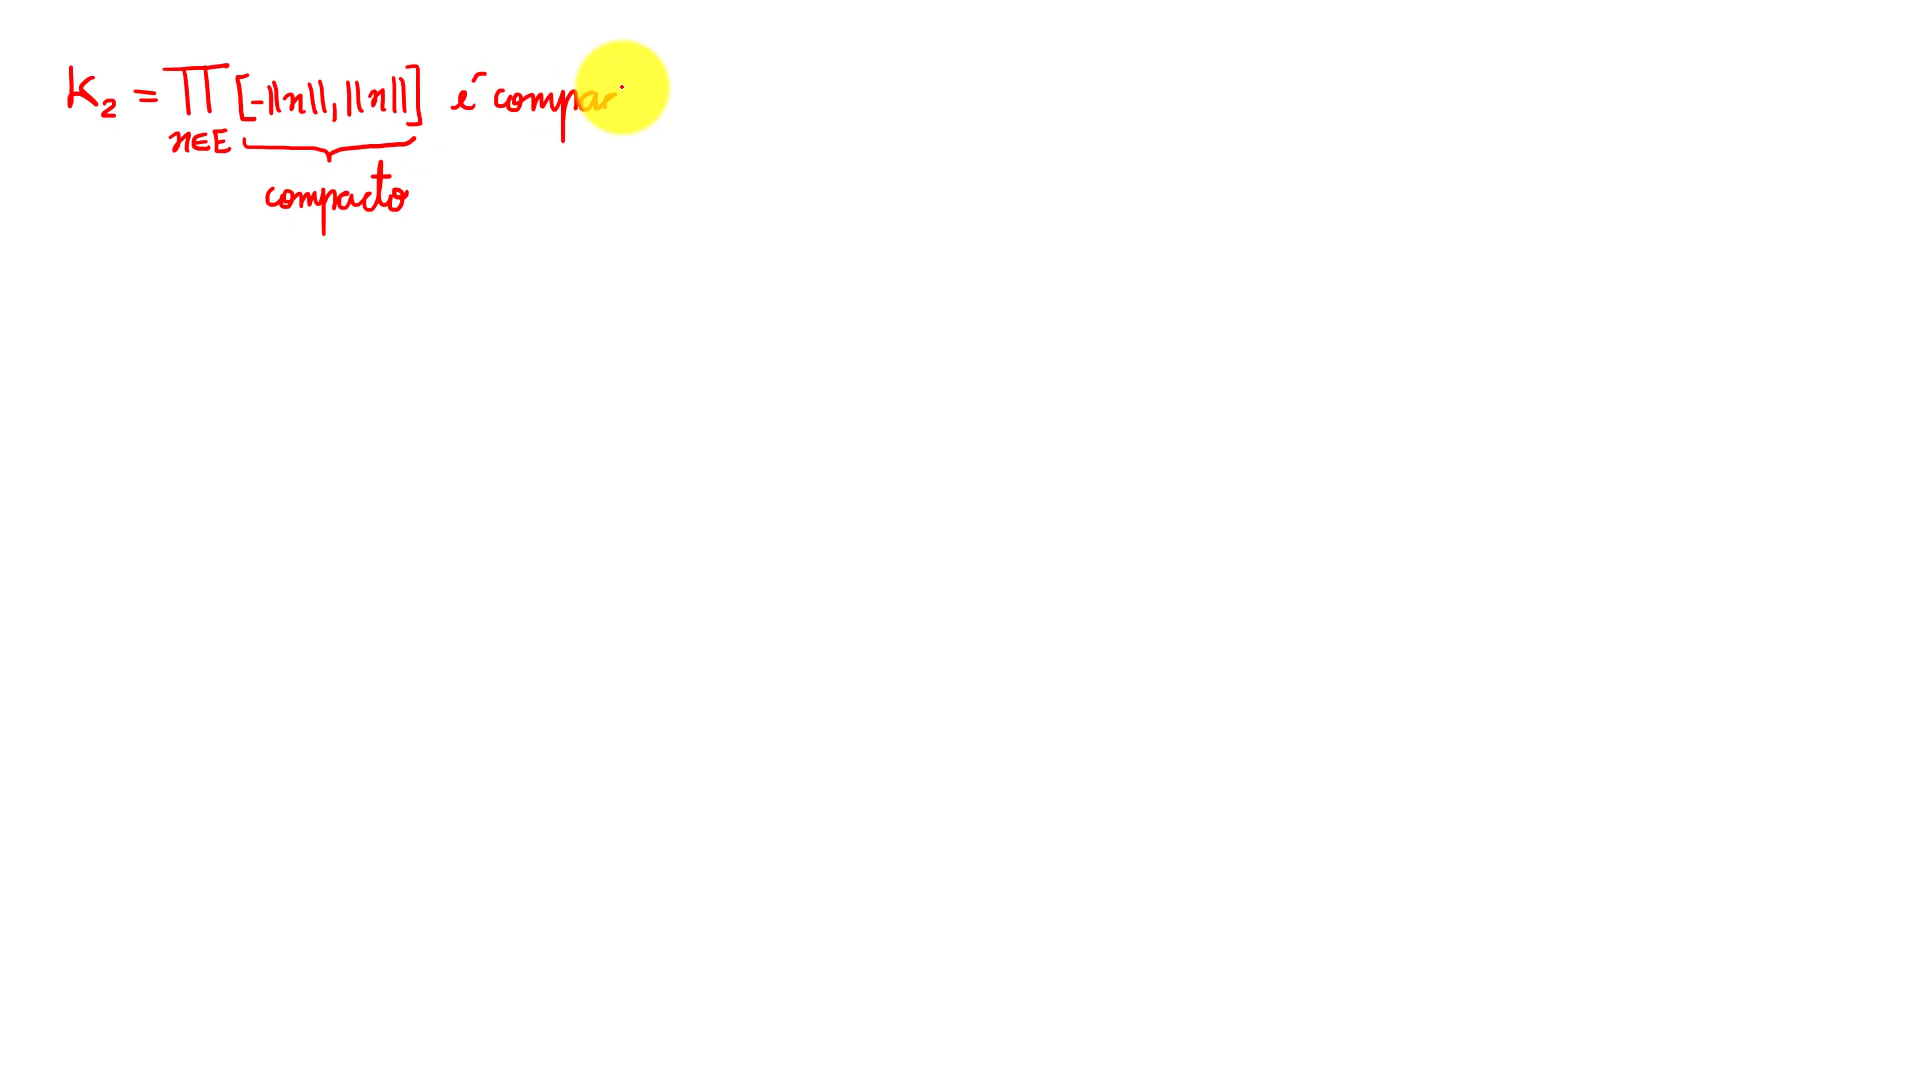 K₂ = ∏ [-||x||, ||x||] é compac
x∈E
compacto